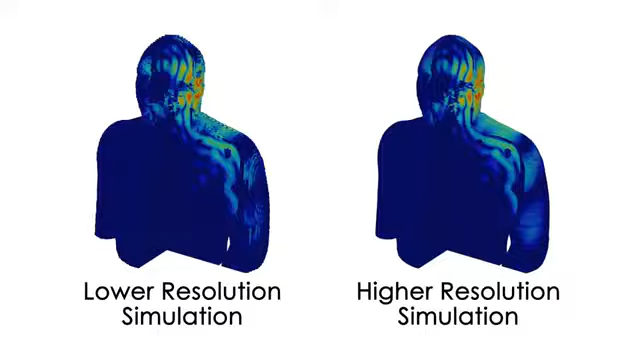 Lower Resolution
Simulation
Higher Resolution
Simulation